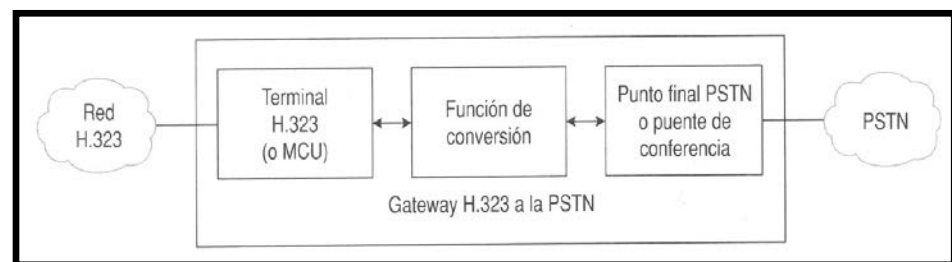 Red
H.323
Terminal
H.323
(o MCU)
Función de
conversión
Punto final PSTN
o puente de
conferencia
PSTN
Gateway H.323 a la PSTN